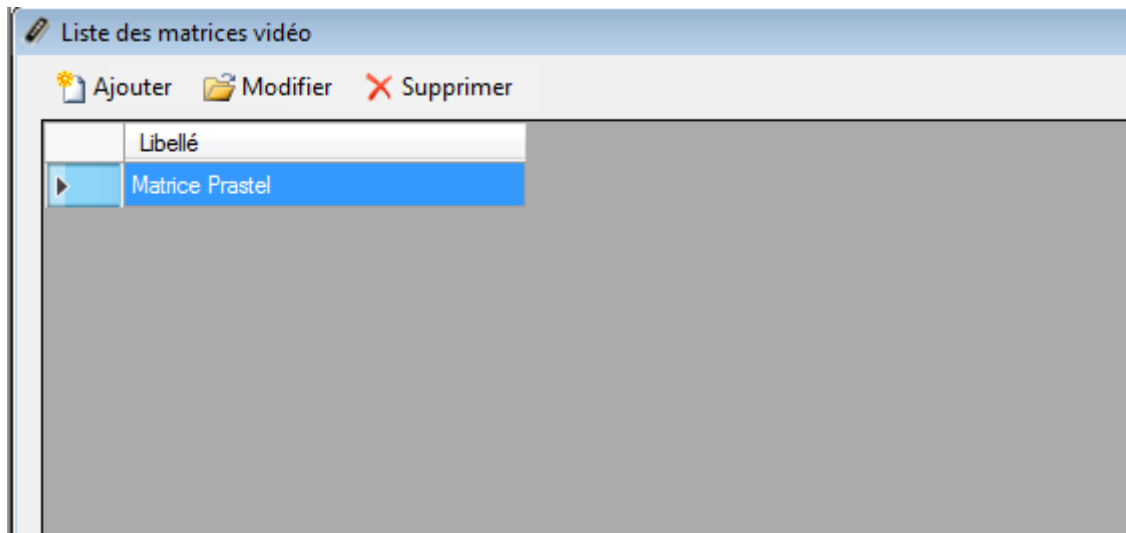 Liste des matrices vidéo
Ajouter Modifier Supprimer
Libellé
Matrice Prastel